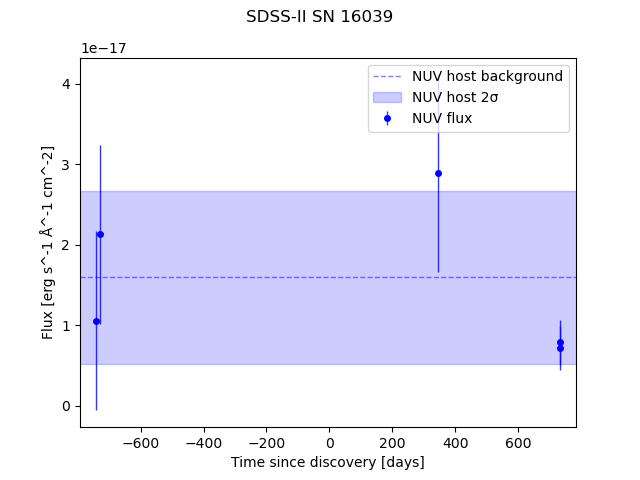 SDSS-II SN 16039
1e−17
NUV host background
NUV host 2σ
NUV flux
4
3
2
1
0
Flux [erg s^-1 Å^-1 cm^-2]
−600
−400
−200
0
200
400
600
Time since discovery [days]